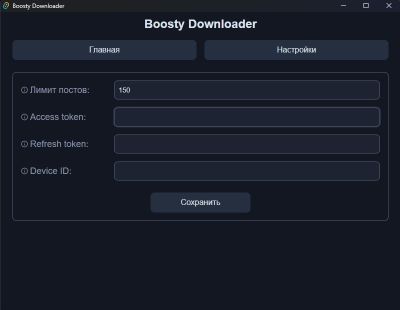 Boosty Downloader
Boosty Downloader
Главная
Настройки
Лимит постов:
150
Access token:
Refresh token:
Device ID:
Сохранить